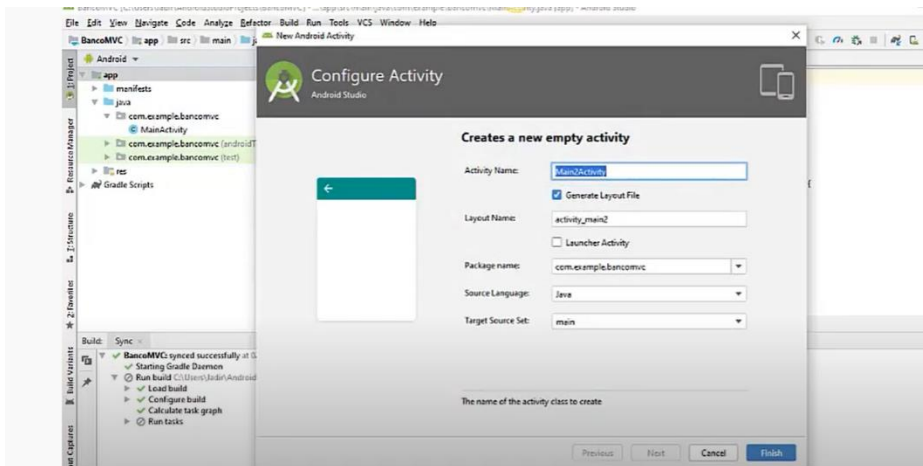 File Edit View Navigate Code Analyze Refactor Build Run Tools VCS Window Help
BancoMVC app src main
New Android Activity
Android
app
manifests
java
com.example.bancomvc
MainActivity
com.example.bancomvc (androidT
com.example.bancomvc (test)
res
Gradle Scripts
1: Project
Resource Manager
Z: Structure
2: Favorites
Build Variants
Captures
Configure Activity
Android Studio
Creates a new empty activity
Activity Name: Main2Activity
Generate Layout File
Layout Name: activity_main2
Launcher Activity
Package name: com.example.bancomvc
Source Language: Java
Target Source Set: main
The name of the activity class to create
Previous Next Cancel Finish
Build: Sync
BancoMVC: synced successfully at
Starting Gradle Daemon
Run build C:\Users\Jadir\Android
Load build
Configure build
Calculate task graph
Run tasks